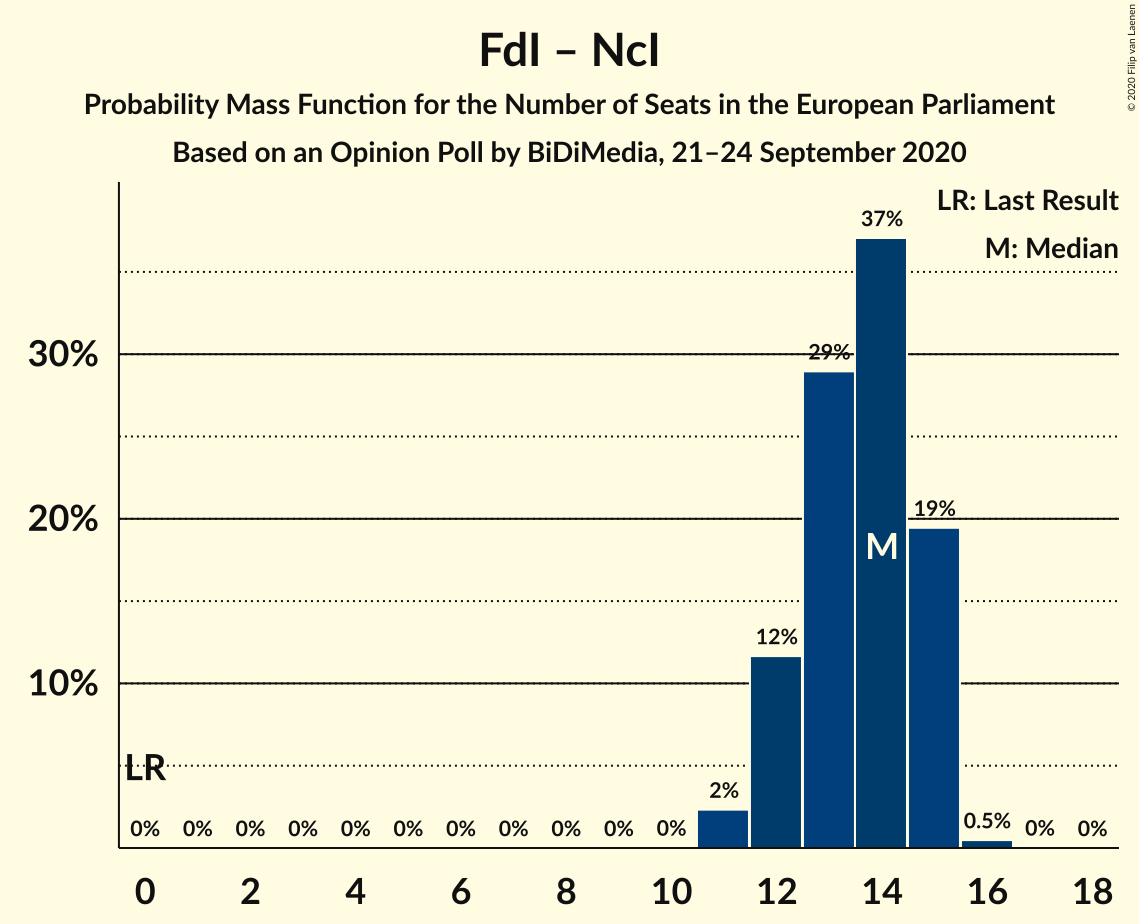 FdI – NcI
Probability Mass Function for the Number of Seats in the European Parliament
Based on an Opinion Poll by BiDiMedia, 21–24 September 2020
© 2020 Filip van Laenen
LR: Last Result
M: Median
37%
30%
29%
20%
19%
M
12%
10%
LR
2%
0% 0% 0% 0% 0% 0% 0% 0% 0% 0% 0% 0.5% 0% 0%
0 2 4 6 8 10 12 14 16 18